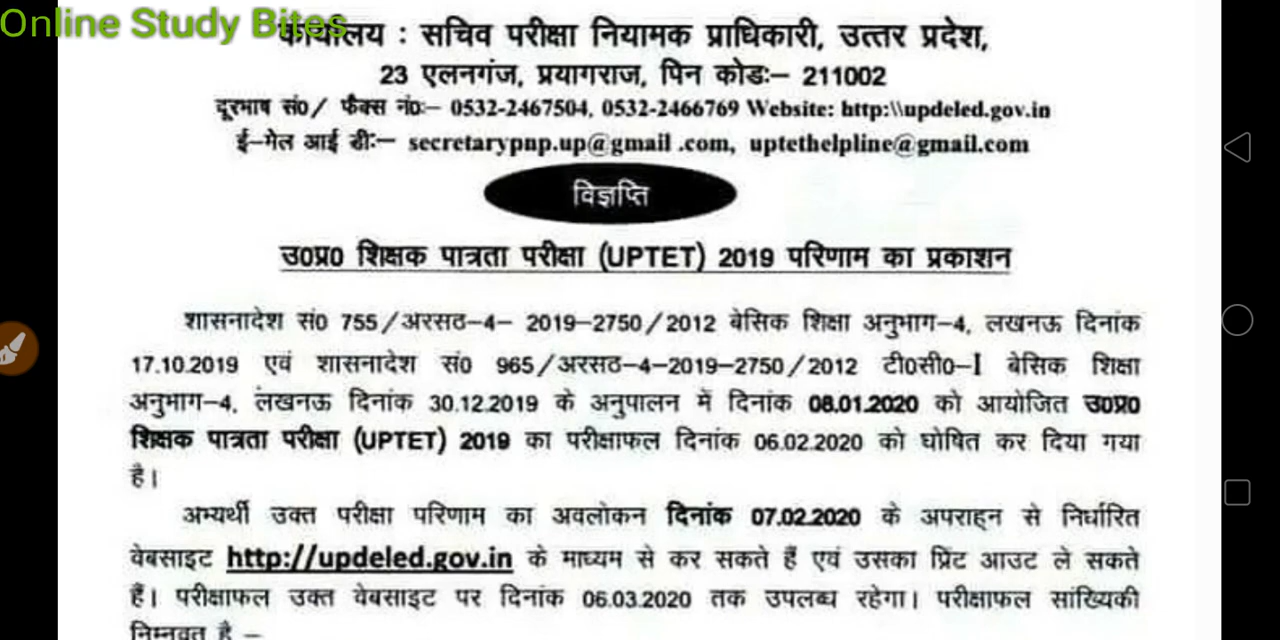 Online Study Bites
कार्यालय : सचिव परीक्षा नियामक प्राधिकारी, उत्तर प्रदेश,
23 एलनगंज, प्रयागराज, पिन कोडः– 211002
दूरभाष सं0/ फैक्स नं0:– 0532-2467504, 0532-2466769 Website: http:\\updeled.gov.in
ई–मेल आई डीः– secretarypnp.up@gmail .com, uptethelpline@gmail.com
विज्ञप्ति
उ0प्र0 शिक्षक पात्रता परीक्षा (UPTET) 2019 परिणाम का प्रकाशन
शासनादेश सं0 755/अरसठ–4– 2019–2750/2012 बेसिक शिक्षा अनुभाग–4, लखनऊ दिनांक
17.10.2019 एवं शासनादेश सं0 965/अरसठ–4–2019–2750/2012 टी0सी0–I बेसिक शिक्षा
अनुभाग–4, लंखनऊ दिनांक 30.12.2019 के अनुपालन में दिनांक 08.01.2020 को आयोजित उ0प्र0
शिक्षक पात्रता परीक्षा (UPTET) 2019 का परीक्षाफल दिनांक 06.02.2020 को घोषित कर दिया गया
है।
अभ्यर्थी उक्त परीक्षा परिणाम का अवलोकन दिनांक 07.02.2020 के अपराह्न से निर्धारित
वेबसाइट http://updeled.gov.in के माध्यम से कर सकते हैं एवं उसका प्रिंट आउट ले सकते
हैं। परीक्षाफल उक्त वेबसाइट पर दिनांक 06.03.2020 तक उपलब्ध रहेगा। परीक्षाफल सांख्यिकी
निम्नवत है –